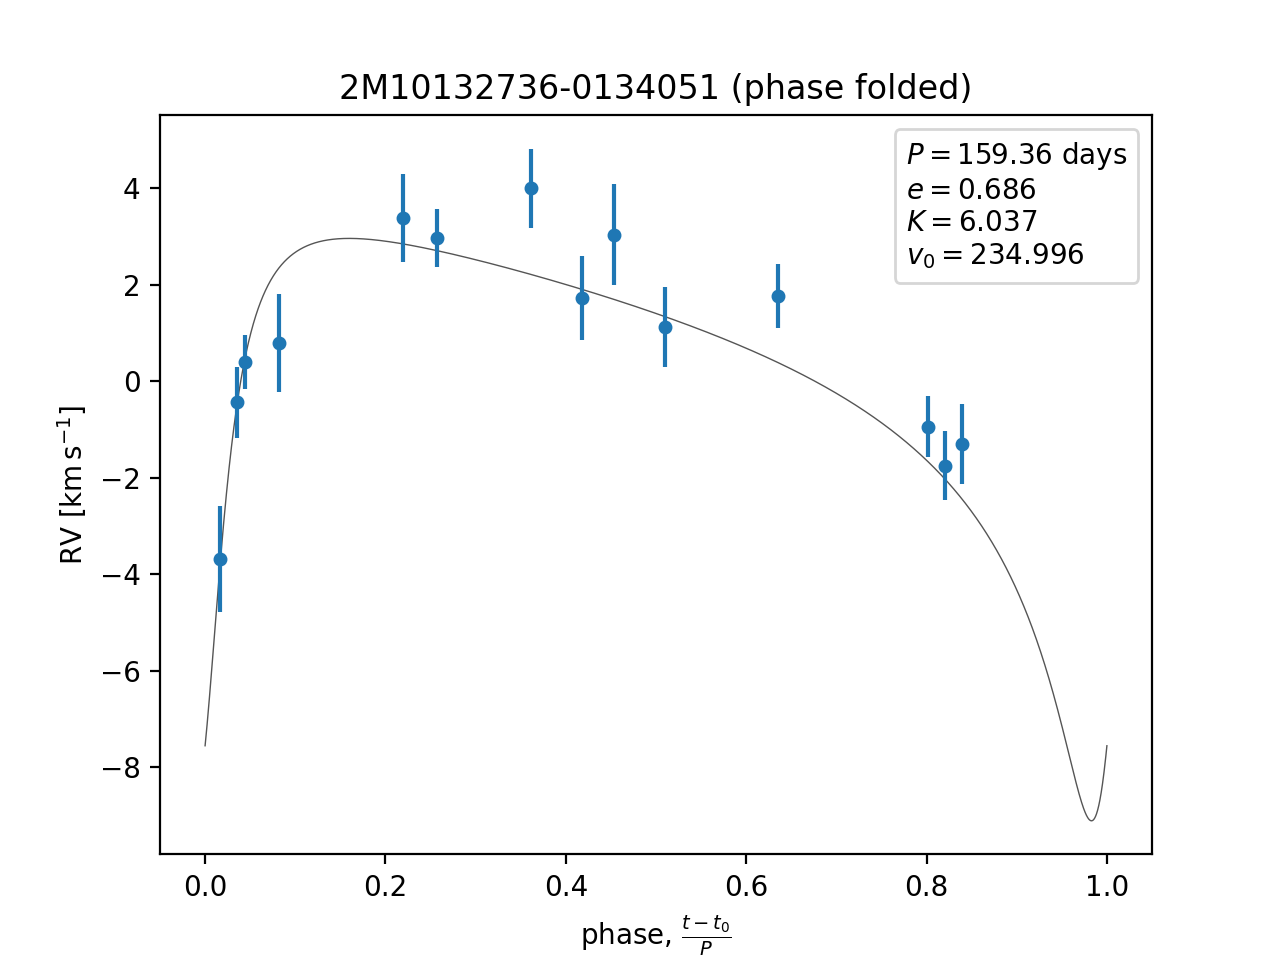 2M10132736-0134051 (phase folded)
P = 159.36 days
e = 0.686
K = 6.037
v₀ = 234.996
4
2
0
−2
−4
−6
−8
RV [km s⁻¹]
0.0 0.2 0.4 0.6 0.8 1.0
phase, (t − t₀)/P